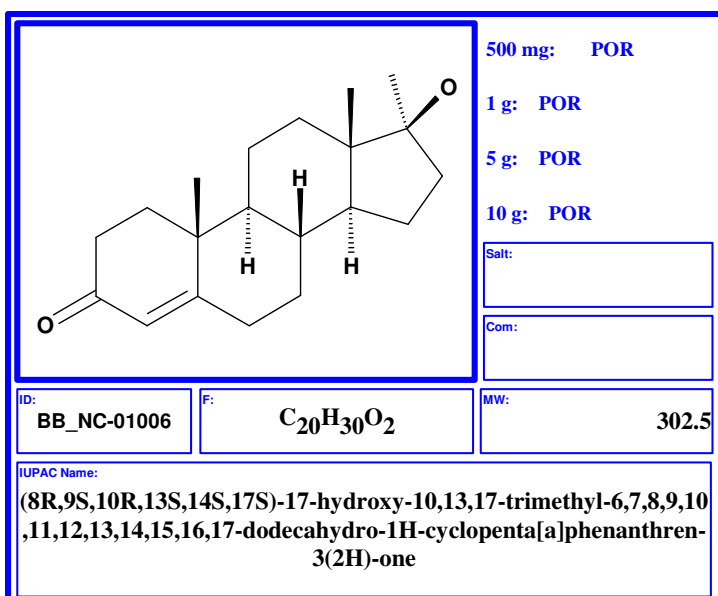 500 mg: POR
1 g: POR
5 g: POR
10 g: POR
O
H
H
H
O
Salt:
Com:
ID:
BB_NC-01006
F:
C20H30O2
MW:
302.5
IUPAC Name:
(8R,9S,10R,13S,14S,17S)-17-hydroxy-10,13,17-trimethyl-6,7,8,9,10
,11,12,13,14,15,16,17-dodecahydro-1H-cyclopenta[a]phenanthren-
3(2H)-one